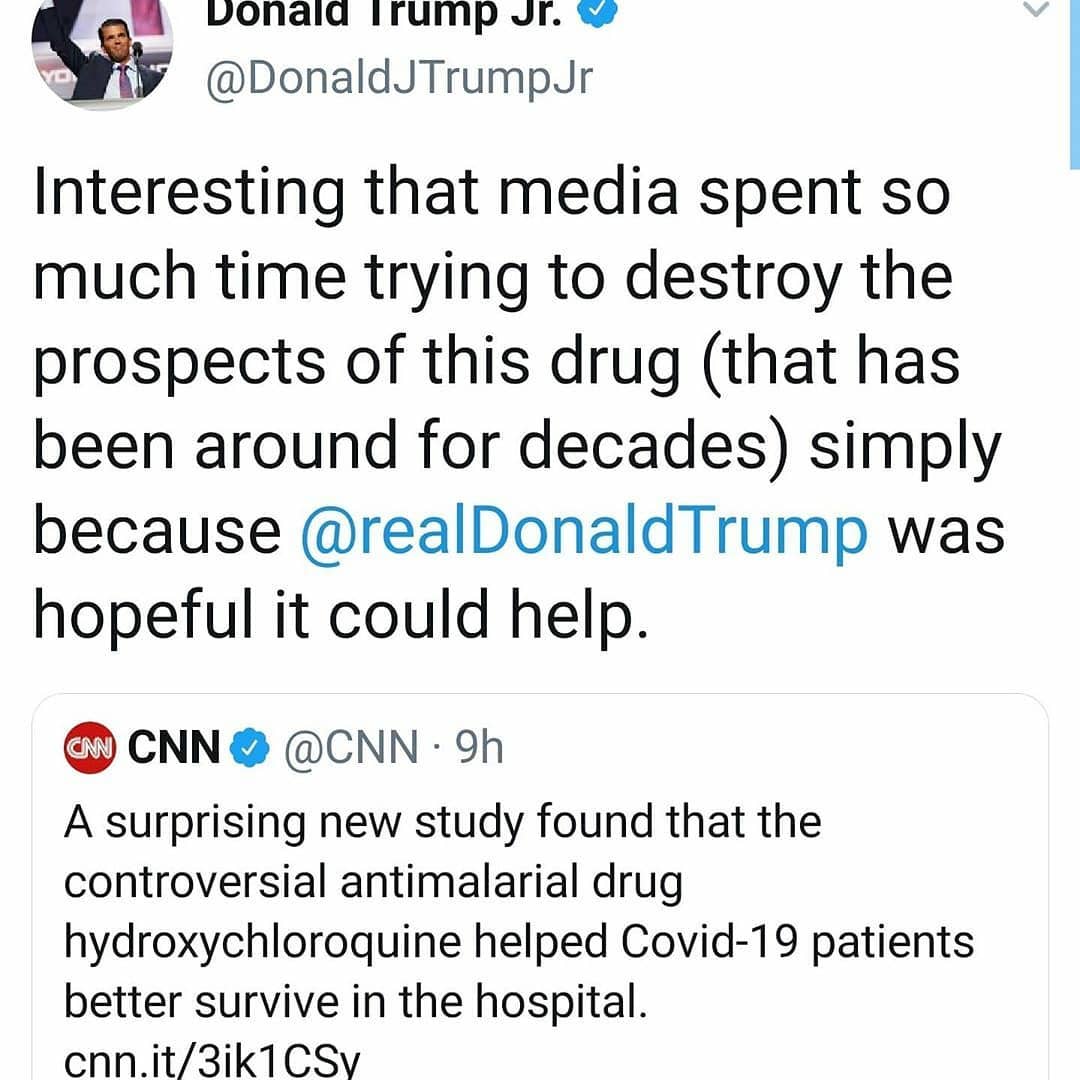 Donald Trump Jr.
@DonaldJTrumpJr
Interesting that media spent so
much time trying to destroy the
prospects of this drug (that has
been around for decades) simply
because @realDonaldTrump was
hopeful it could help.
CNN CNN @CNN · 9h
A surprising new study found that the
controversial antimalarial drug
hydroxychloroquine helped Covid-19 patients
better survive in the hospital.
cnn.it/3ik1CSy